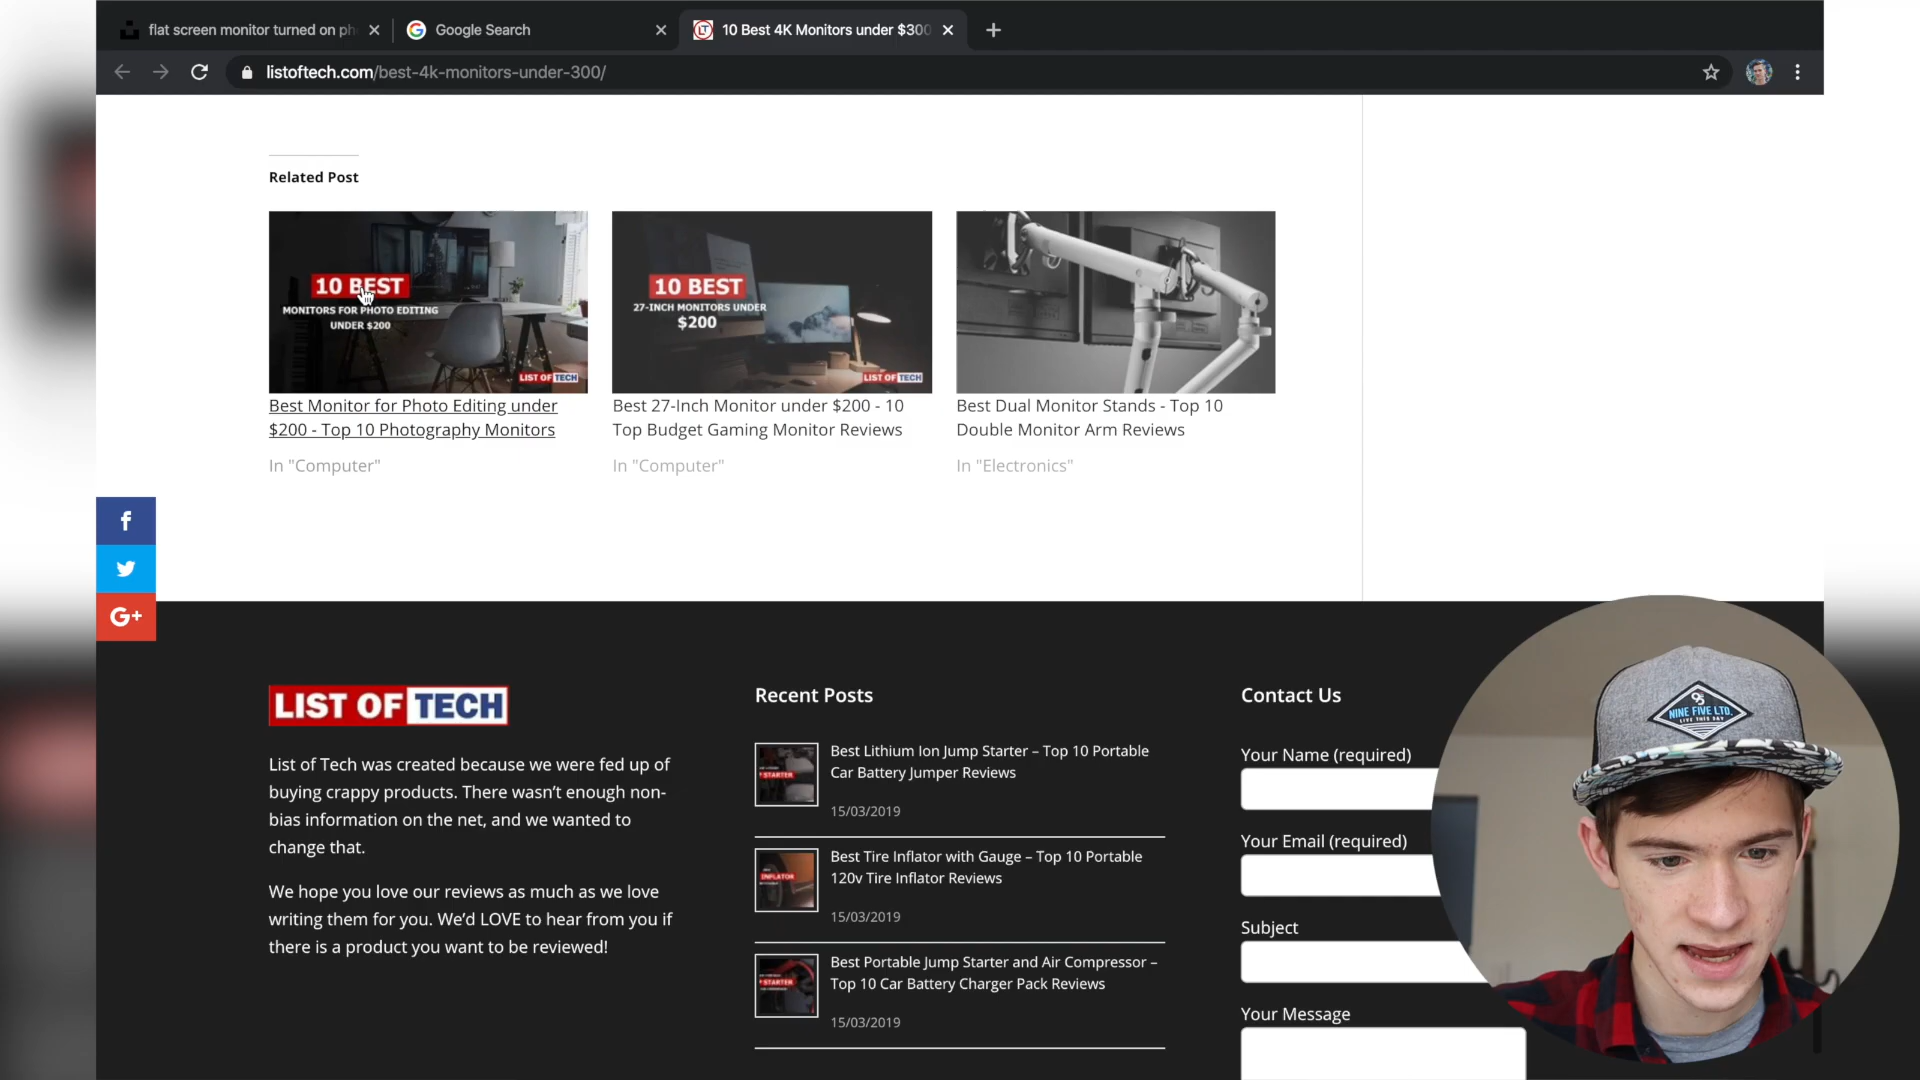 flat screen monitor turned on ph
Google Search
10 Best 4K Monitors under $300
listoftech.com/best-4k-monitors-under-300/
Related Post
10 BEST
MONITORS FOR PHOTO EDITING
UNDER $200
LIST OF TECH
10 BEST
27-INCH MONITORS UNDER
$200
LIST OF TECH
Best Monitor for Photo Editing under
$200 - Top 10 Photography Monitors
In "Computer"
Best 27-Inch Monitor under $200 - 10
Top Budget Gaming Monitor Reviews
In "Computer"
Best Dual Monitor Stands - Top 10
Double Monitor Arm Reviews
In "Electronics"
f
G+
LIST OF TECH
List of Tech was created because we were fed up of
buying crappy products. There wasn't enough non-
bias information on the net, and we wanted to
change that.
We hope you love our reviews as much as we love
writing them for you. We'd LOVE to hear from you if
there is a product you want to be reviewed!
Recent Posts
STARTER
Best Lithium Ion Jump Starter – Top 10 Portable
Car Battery Jumper Reviews
15/03/2019
INFLATOR
Best Tire Inflator with Gauge – Top 10 Portable
120v Tire Inflator Reviews
15/03/2019
STARTER
Best Portable Jump Starter and Air Compressor –
Top 10 Car Battery Charger Pack Reviews
15/03/2019
Contact Us
Your Name (required)
Your Email (required)
Subject
Your Message
95
NINE FIVE LTD.
LIVE THIS DAY